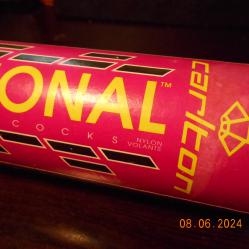 ONAL™
COCKS
NYLON
VOLANTS
carlton
08.06.2024